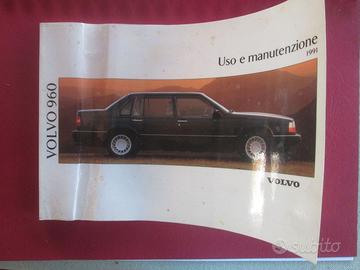 VOLVO 960
Uso e manutenzione
1991
VOLVO
subito